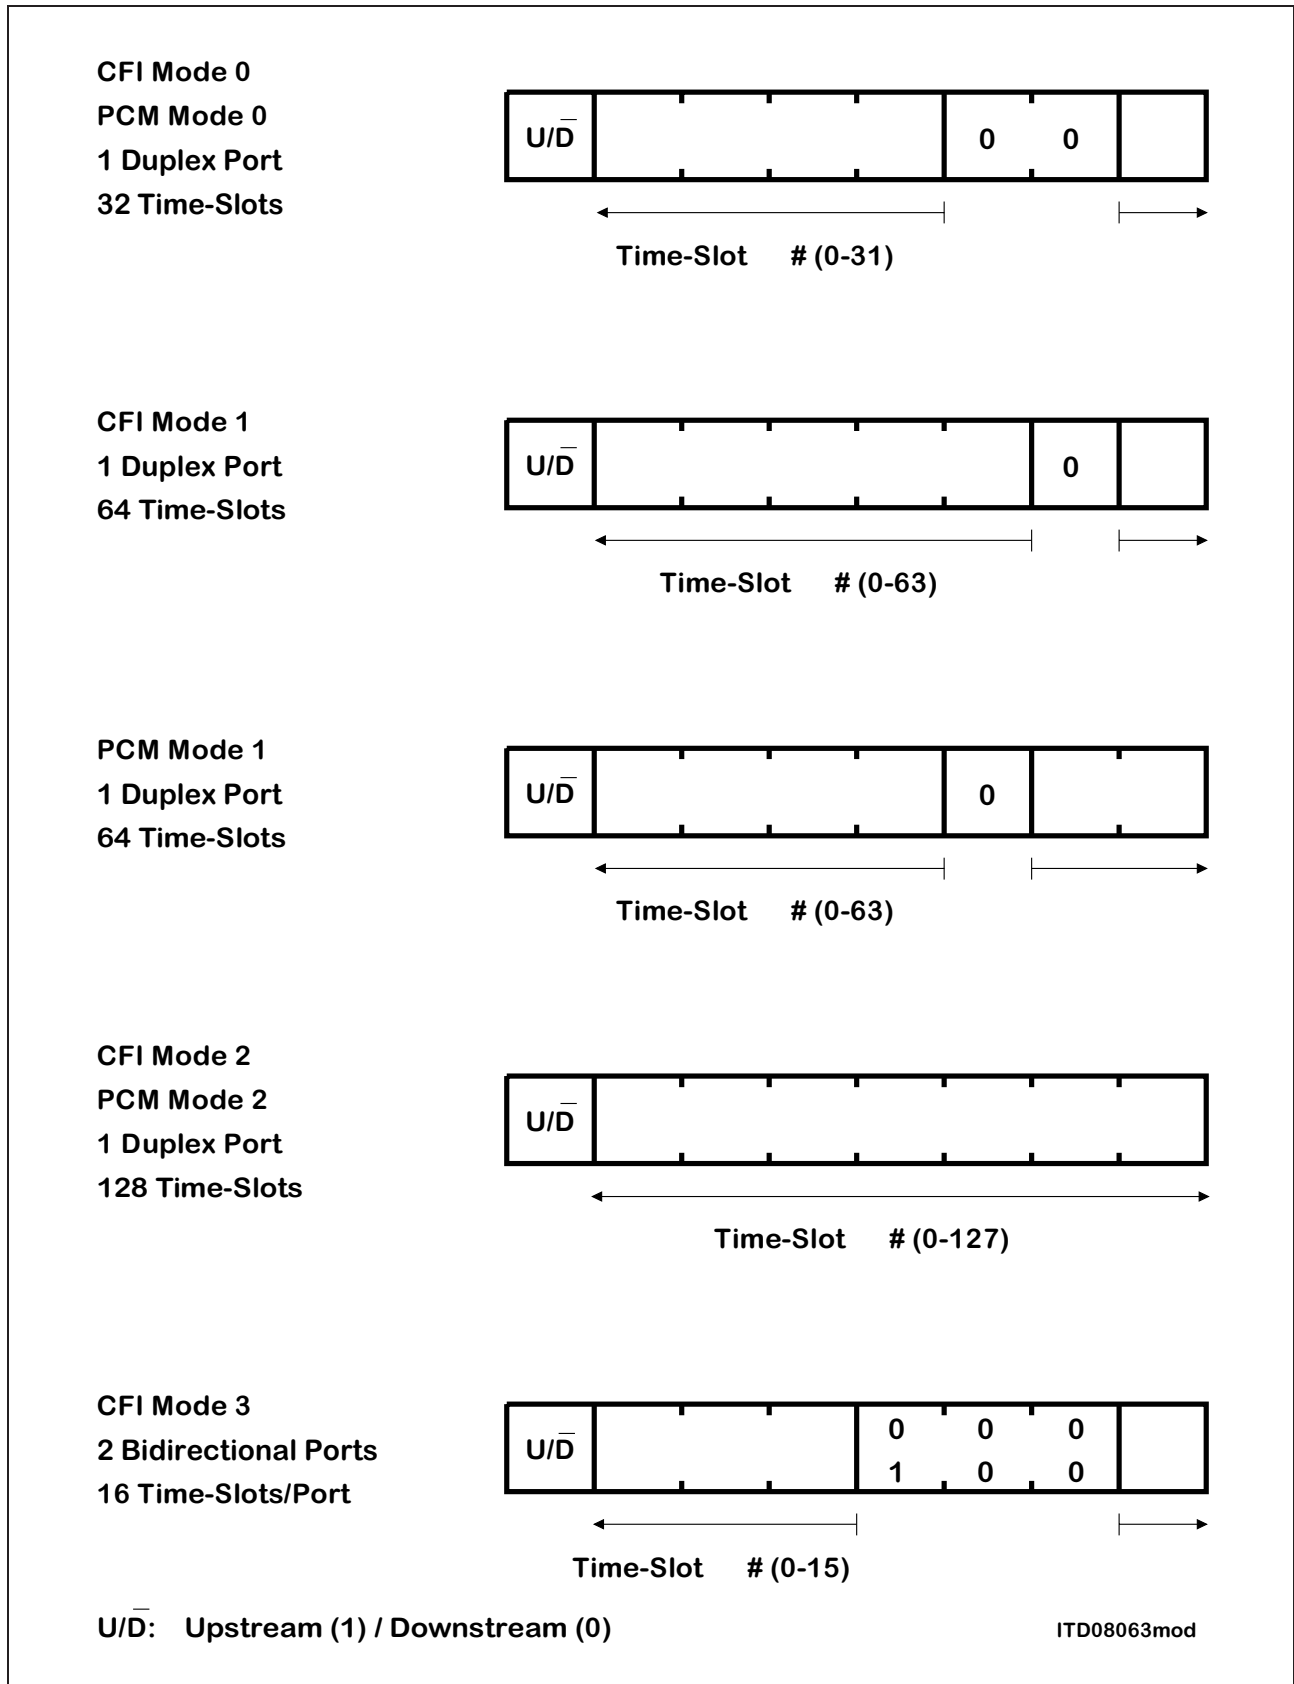 CFI Mode 0
PCM Mode 0
1 Duplex Port
32 Time-Slots
U/D̅ 0 0
Time-Slot # (0-31)
CFI Mode 1
1 Duplex Port
64 Time-Slots
U/D̅ 0
Time-Slot # (0-63)
PCM Mode 1
1 Duplex Port
64 Time-Slots
U/D̅ 0
Time-Slot # (0-63)
CFI Mode 2
PCM Mode 2
1 Duplex Port
128 Time-Slots
U/D̅
Time-Slot # (0-127)
CFI Mode 3
2 Bidirectional Ports
16 Time-Slots/Port
U/D̅
0 0 0
1 0 0
Time-Slot # (0-15)
U/D̅: Upstream (1) / Downstream (0)
ITD08063mod